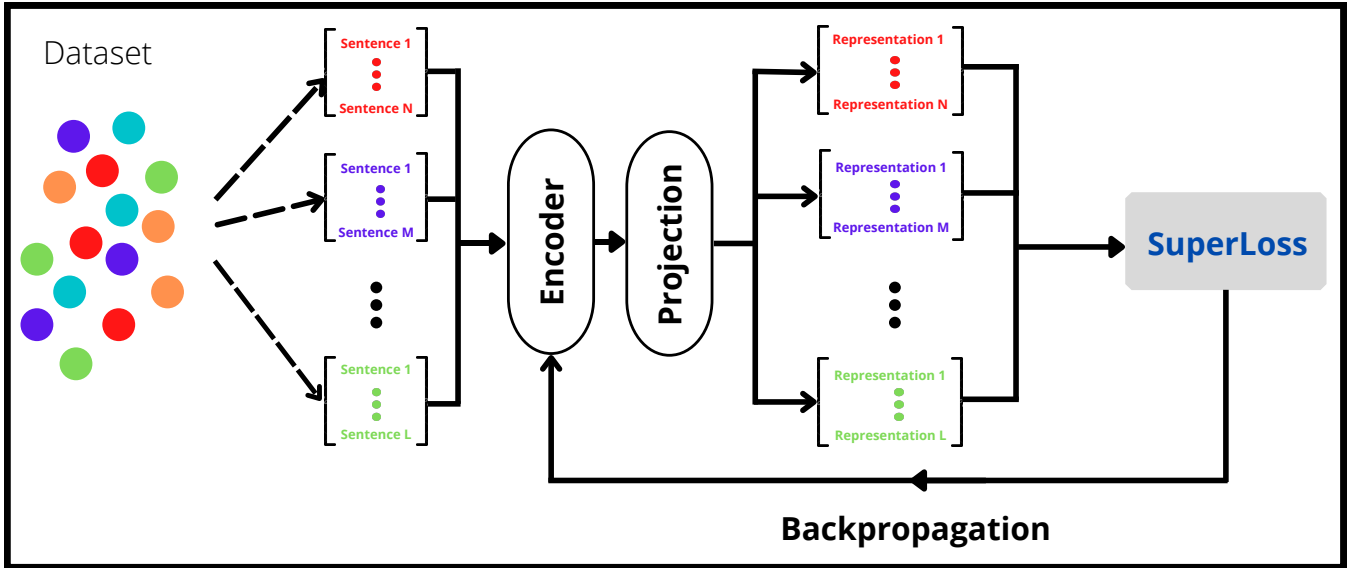 Dataset
Sentence 1
Sentence N
Sentence 1
Sentence M
Sentence 1
Sentence L
Encoder
Projection
Representation 1
Representation N
Representation 1
Representation M
Representation 1
Representation L
SuperLoss
Backpropagation